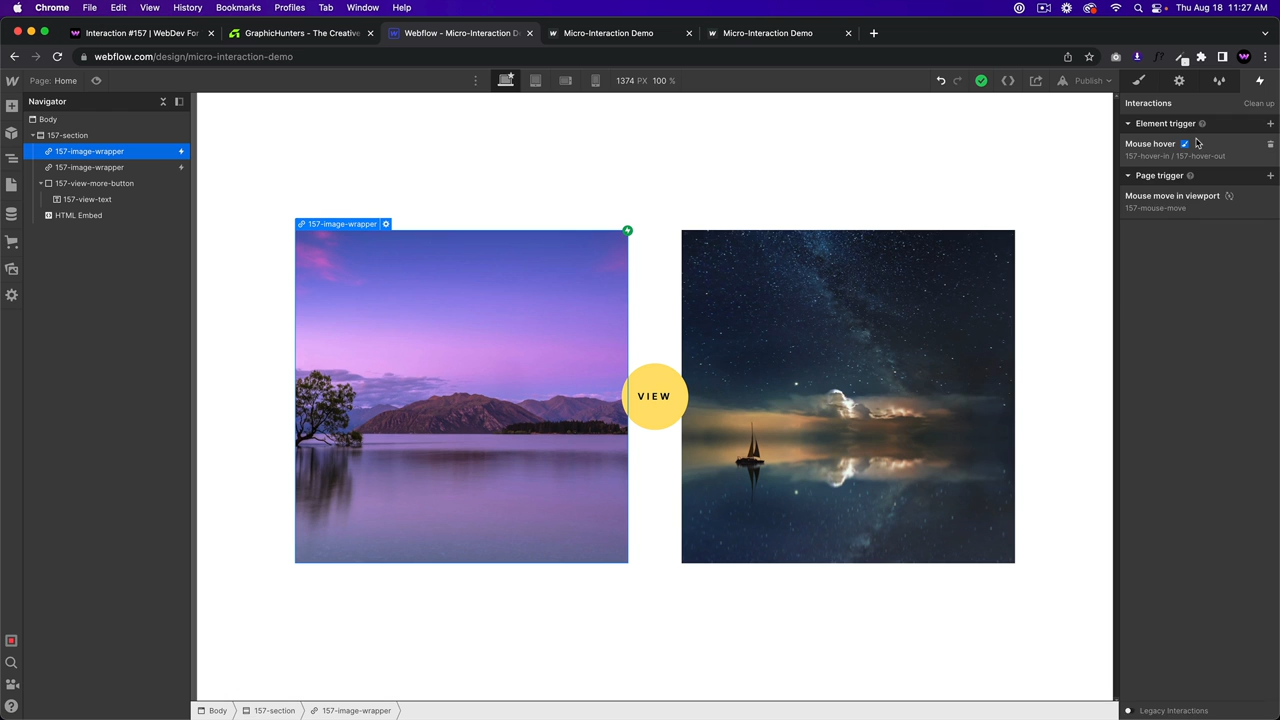 Chrome File Edit View History Bookmarks Profiles Tab Window Help Thu Aug 18 11:27 AM
Interaction #157 | WebDev For GraphicHunters - The Creative Webflow - Micro-Interaction D Micro-Interaction Demo Micro-Interaction Demo
webflow.com/design/micro-interaction-demo
Page: Home 1374 PX 100 % Publish
Navigator
Body
157-section
157-image-wrapper
157-image-wrapper
157-view-more-button
157-view-text
HTML Embed
157-image-wrapper
VIEW
Interactions Clean up
Element trigger
Mouse hover
157-hover-in / 157-hover-out
Page trigger
Mouse move in viewport
157-mouse-move
Body 157-section 157-image-wrapper
Legacy Interactions